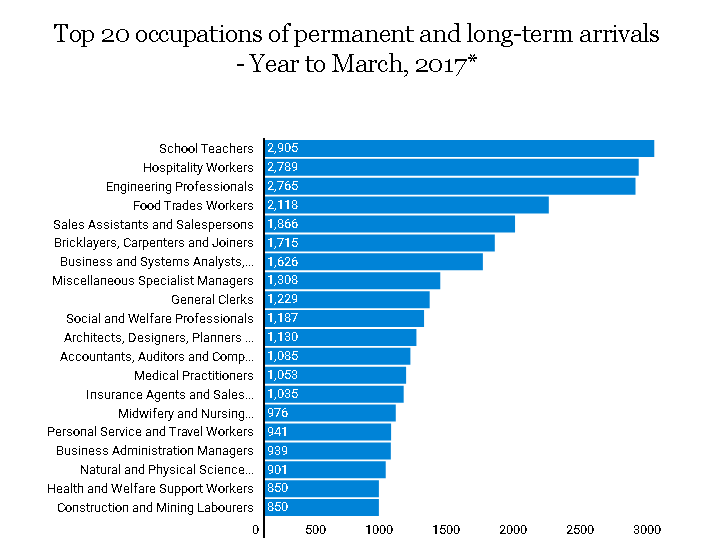 Top 20 occupations of permanent and long-term arrivals
- Year to March, 2017*
School Teachers 2,905
Hospitality Workers 2,789
Engineering Professionals 2,765
Food Trades Workers 2,118
Sales Assistants and Salespersons 1,866
Bricklayers, Carpenters and Joiners 1,715
Business and Systems Analysts,... 1,626
Miscellaneous Specialist Managers 1,308
General Clerks 1,229
Social and Welfare Professionals 1,187
Architects, Designers, Planners ... 1,130
Accountants, Auditors and Comp... 1,085
Medical Practitioners 1,053
Insurance Agents and Sales... 1,035
Midwifery and Nursing... 976
Personal Service and Travel Workers 941
Business Administration Managers 939
Natural and Physical Science... 901
Health and Welfare Support Workers 850
Construction and Mining Labourers 850
0 500 1000 1500 2000 2500 3000